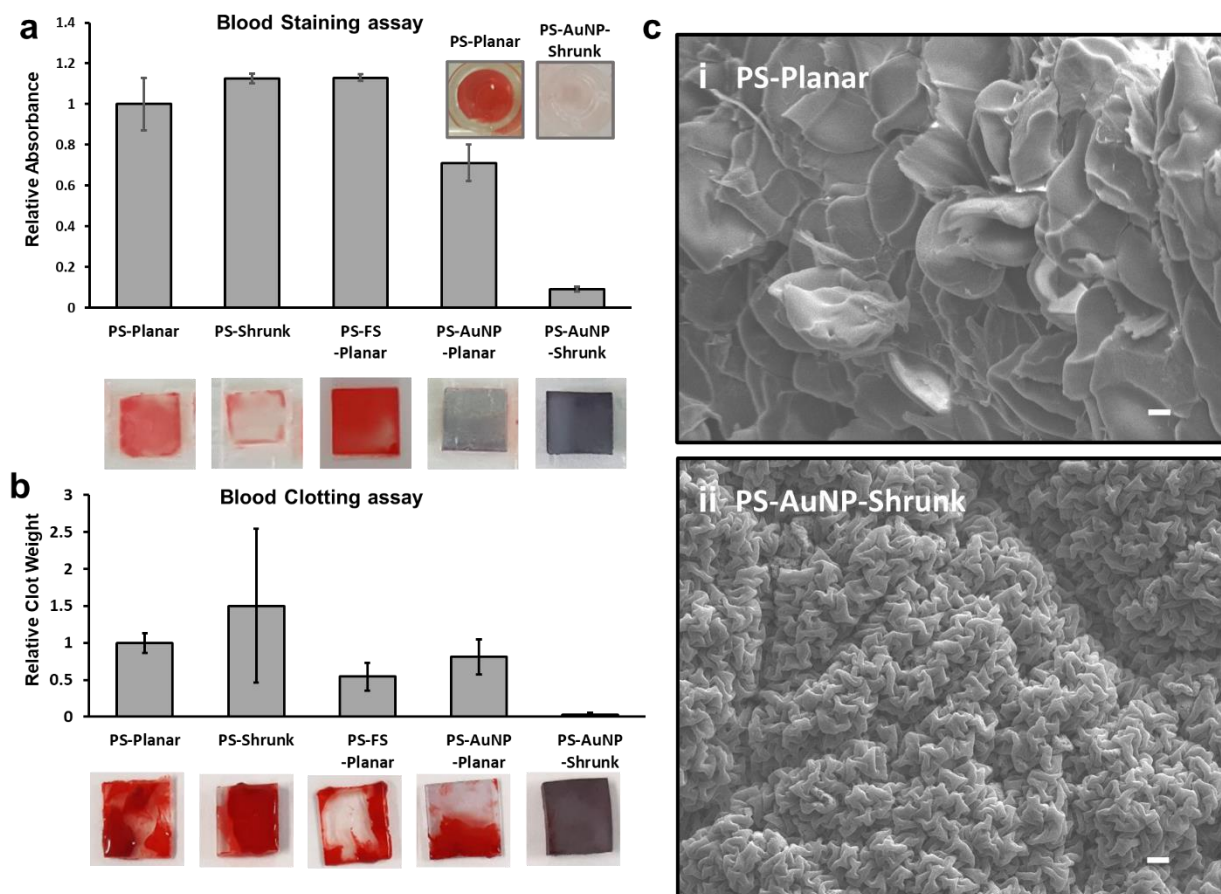 a
Blood Staining assay
Relative Absorbance
1.4
1.2
1
0.8
0.6
0.4
0.2
0
PS-Planar
PS-AuNP-
Shrunk
PS-Planar
PS-Shrunk
PS-FS
-Planar
PS-AuNP
-Planar
PS-AuNP
-Shrunk
b
Blood Clotting assay
Relative Clot Weight
3
2.5
2
1.5
1
0.5
0
PS-Planar
PS-Shrunk
PS-FS
-Planar
PS-AuNP
-Planar
PS-AuNP
-Shrunk
c
i PS-Planar
ii PS-AuNP-Shrunk